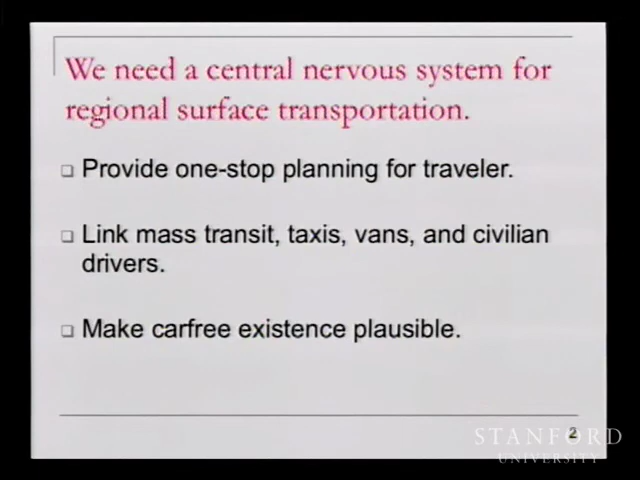 We need a central nervous system for
regional surface transportation.
Provide one-stop planning for traveler.
Link mass transit, taxis, vans, and civilian
drivers.
Make carfree existence plausible.
2
STANFORD
UNIVERSITY